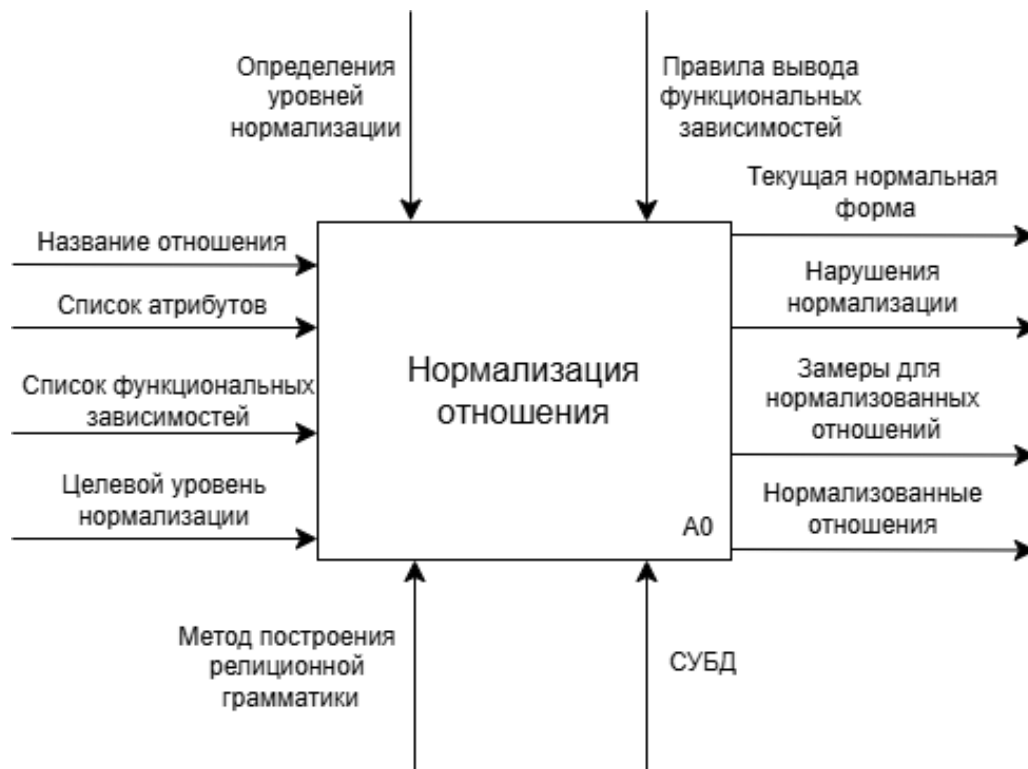 Определения
уровней
нормализации
Правила вывода
функциональных
зависимостей
Название отношения
Список атрибутов
Список функциональных
зависимостей
Целевой уровень
нормализации
Нормализация
отношения
A0
Текущая нормальная
форма
Нарушения
нормализации
Замеры для
нормализованных
отношений
Нормализованные
отношения
Метод построения
релиционной
грамматики
СУБД